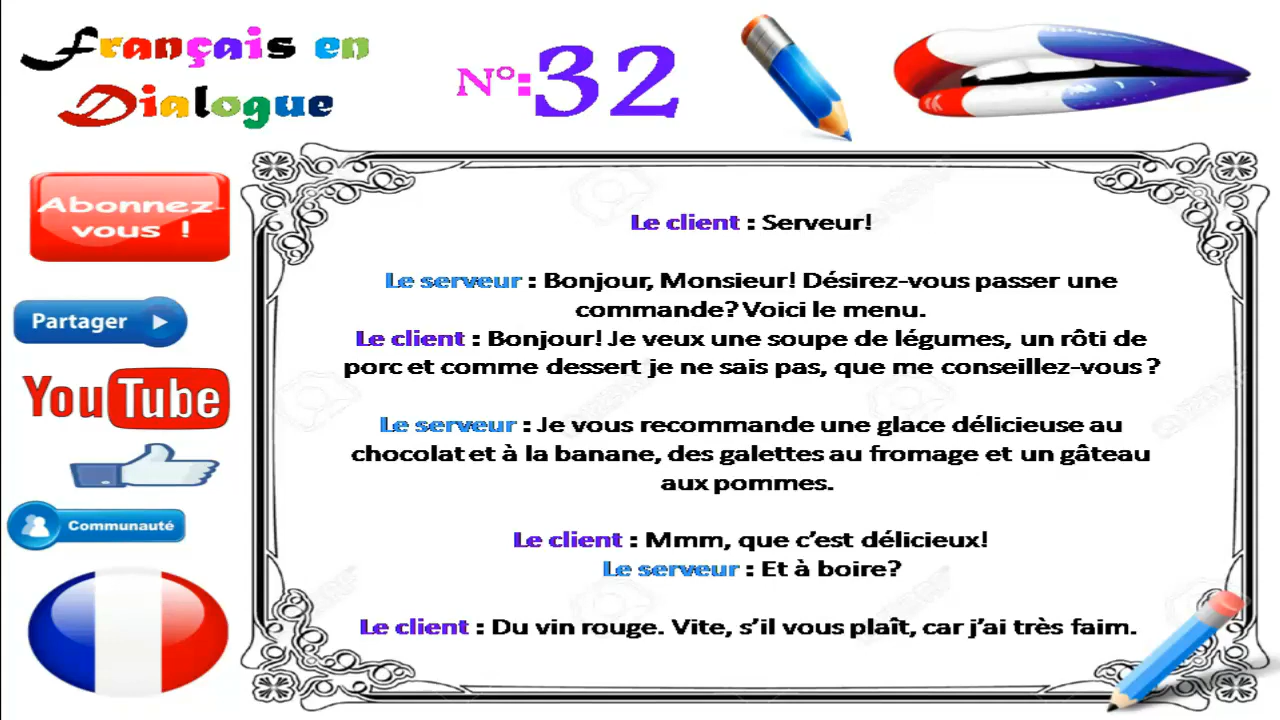 Français en
Dialogue
N°:32
Abonnez-
vous !
Partager
YouTube
Communauté
Le client : Serveur!
Le serveur : Bonjour, Monsieur! Désirez-vous passer une
commande? Voici le menu.
Le client : Bonjour! Je veux une soupe de légumes, un rôti de
porc et comme dessert je ne sais pas, que me conseillez-vous ?
Le serveur : Je vous recommande une glace délicieuse au
chocolat et à la banane, des galettes au fromage et un gâteau
aux pommes.
Le client : Mmm, que c’est délicieux!
Le serveur : Et à boire?
Le client : Du vin rouge. Vite, s’il vous plaît, car j’ai très faim.